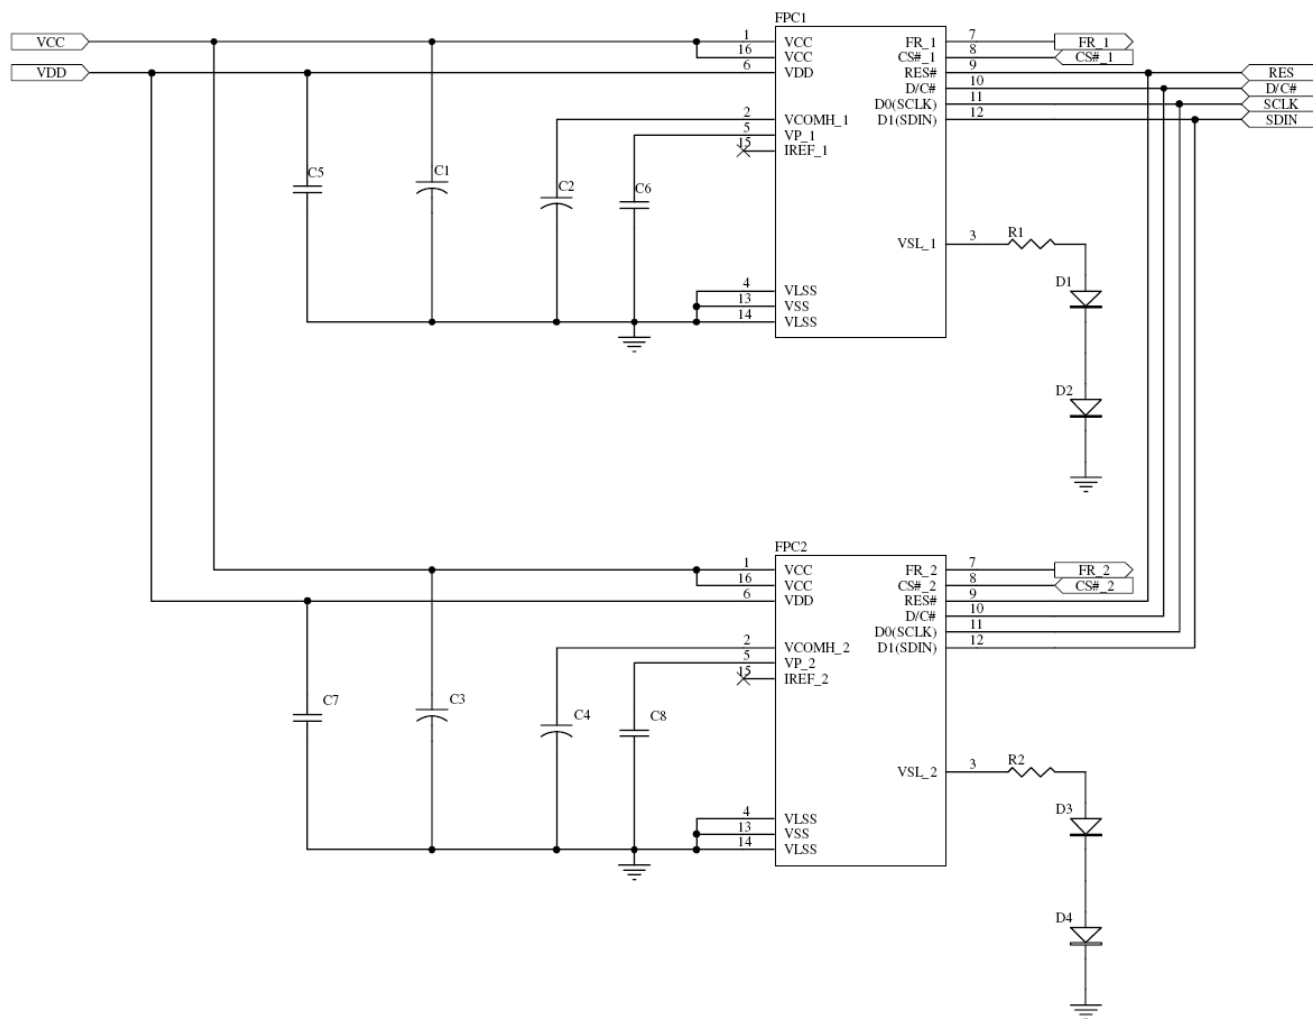 FPC1
VCC 1 VCC FR_1 7 FR_1
16 VCC CS#_1 8 CS#_1
VDD 6 VDD RES# 9 RES
D/C# 10 D/C#
D0(SCLK) 11 SCLK
2 VCOMH_1 D1(SDIN) 12 SDIN
5 VP_1
15 IREF_1
C5 C1 C2 C6
VSL_1 3 R1
D1
4 VLSS
13 VSS
14 VLSS
D2
FPC2
1 VCC FR_2 7 FR_2
16 VCC CS#_2 8 CS#_2
6 VDD RES# 9
D/C# 10
D0(SCLK) 11
2 VCOMH_2 D1(SDIN) 12
5 VP_2
15 IREF_2
C7 C3 C4 C8
VSL_2 3 R2
D3
4 VLSS
13 VSS
14 VLSS
D4